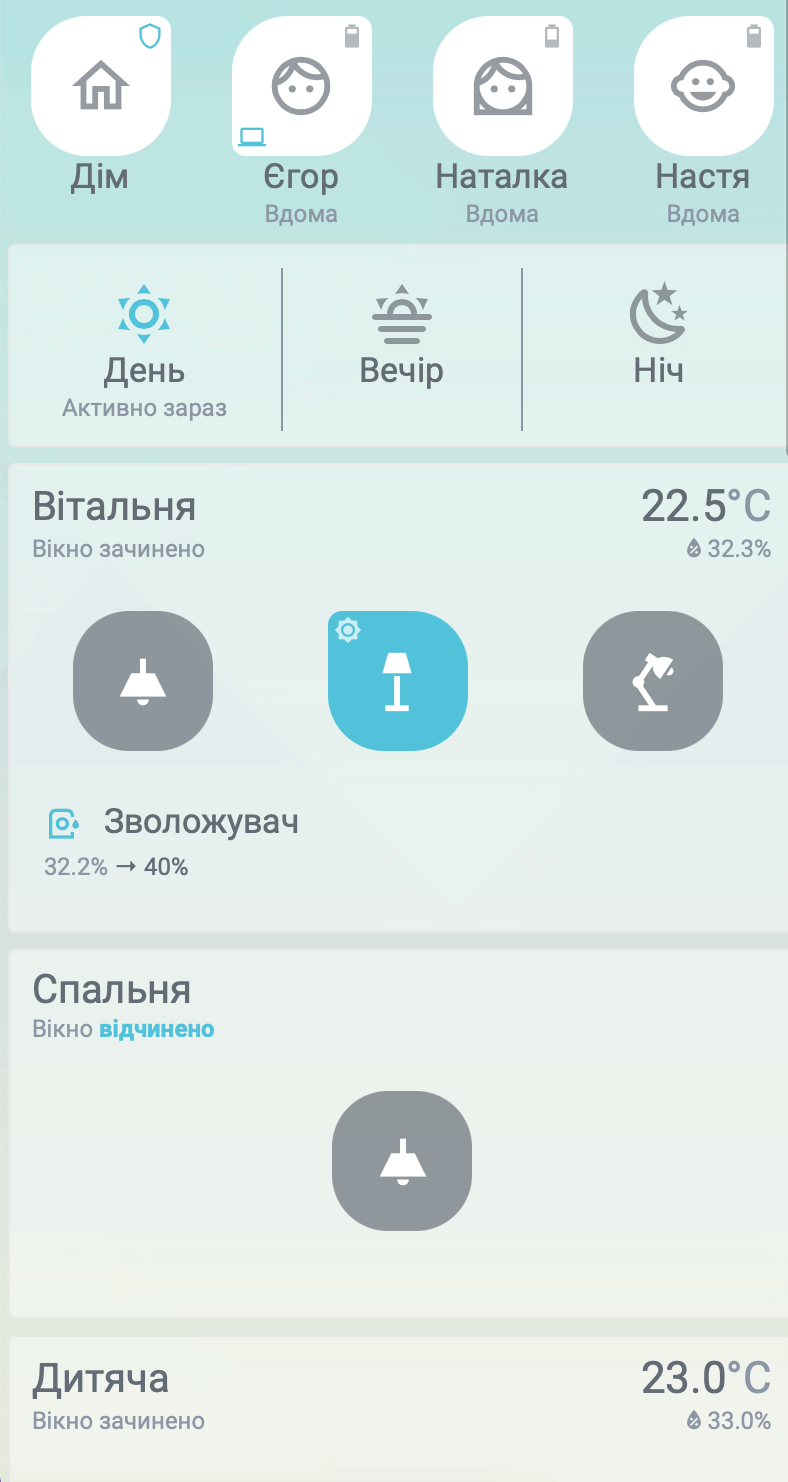 Дім
Єгор
Наталка
Настя
Вдома
Вдома
Вдома
День
Вечір
Ніч
Активно зараз
Вітальня
22.5°C
Вікно зачинено
32.3%
Зволожувач
32.2% → 40%
Спальня
Вікно відчинено
Дитяча
23.0°C
Вікно зачинено
33.0%